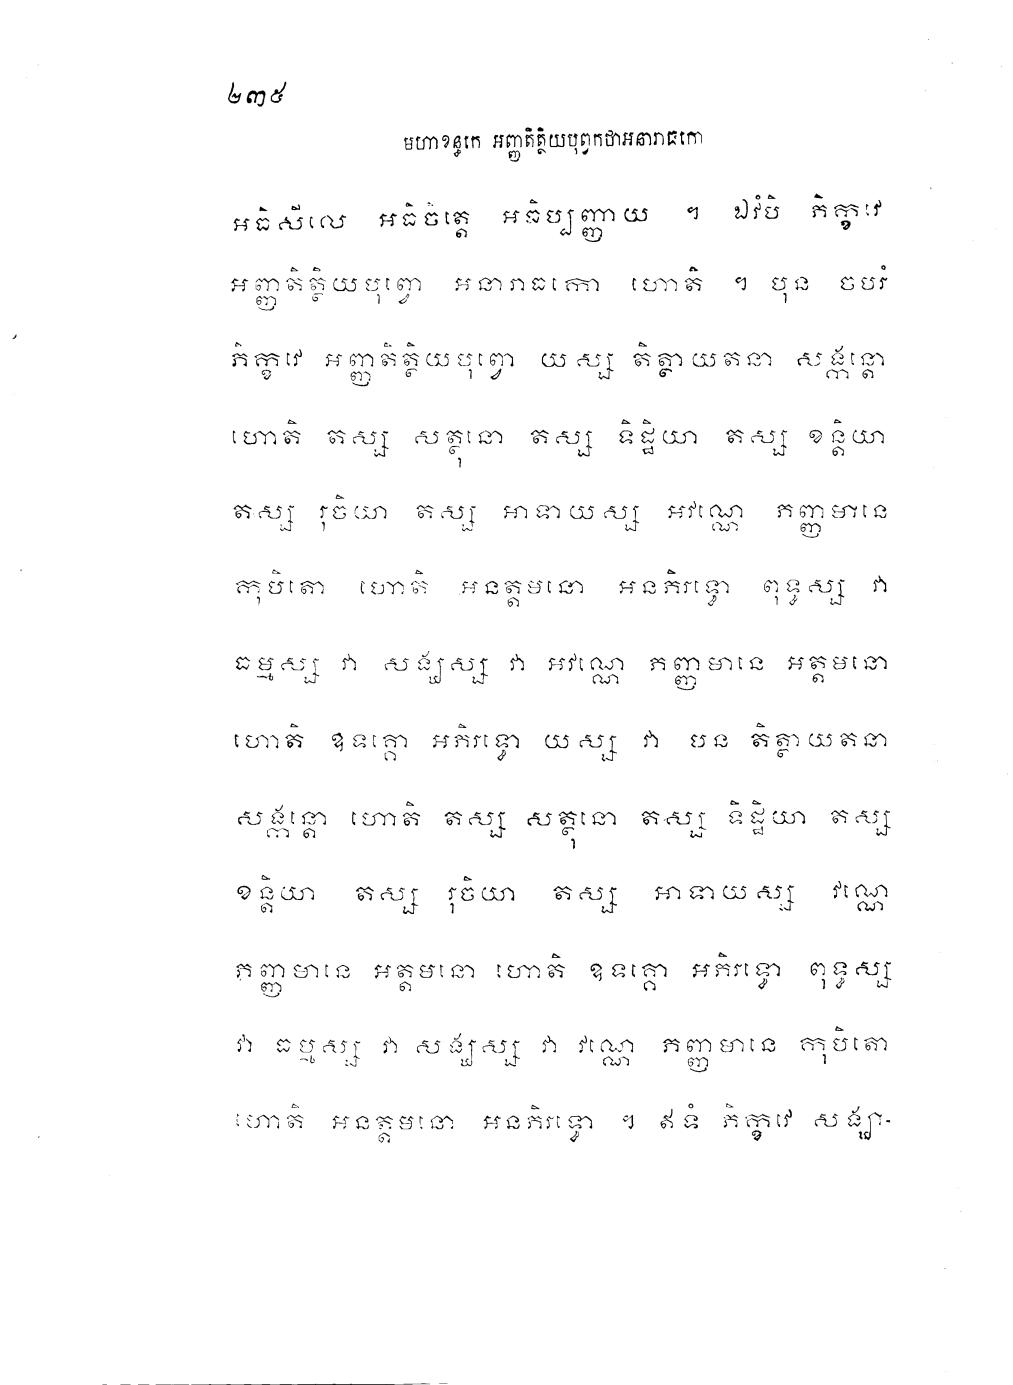 ២៣៥
មហាខន្ធកេ អញ្ញតិត្ថិយបុព្វកថាអនារាធកោ
អធិសីលេ អធិចិត្តេ អធិប្បញ្ញាយ ។ ឯវំបិ ភិក្ខវេ
អញ្ញតិត្ថិយបុព្វោ អនារាធកោ ហោតិ ។ បុន ចបរំ
ភិក្ខវេ អញ្ញតិត្ថិយបុព្វោ យស្ស តិត្ថាយតនា សង្កន្តោ
ហោតិ តស្ស សត្ថុនោ តស្ស ទិដ្ឋិយា តស្ស ខន្តិយា
តស្ស រុចិយា តស្ស អាទាយស្ស អវណ្ណេ ភញ្ញមានេ
កុបិតោ ហោតិ អនត្តមនោ អនភិរទ្ធោ ពុទ្ធស្ស វា
ធម្មស្ស វា សង្ឃស្ស វា អវណ្ណេ ភញ្ញមានេ អត្តមនោ
ហោតិ ឧទគ្គោ អភិរទ្ធោ យស្ស វា បន តិត្ថាយតនា
សង្កន្តោ ហោតិ តស្ស សត្ថុនោ តស្ស ទិដ្ឋិយា តស្ស
ខន្តិយា តស្ស រុចិយា តស្ស អាទាយស្ស វណ្ណេ
ភញ្ញមានេ អត្តមនោ ហោតិ ឧទគ្គោ អភិរទ្ធោ ពុទ្ធស្ស
វា ធម្មស្ស វា សង្ឃស្ស វា វណ្ណេ ភញ្ញមានេ កុបិតោ
ហោតិ អនត្តមនោ អនភិរទ្ធោ ។ ឥទំ ភិក្ខវេ សង្ឃា-